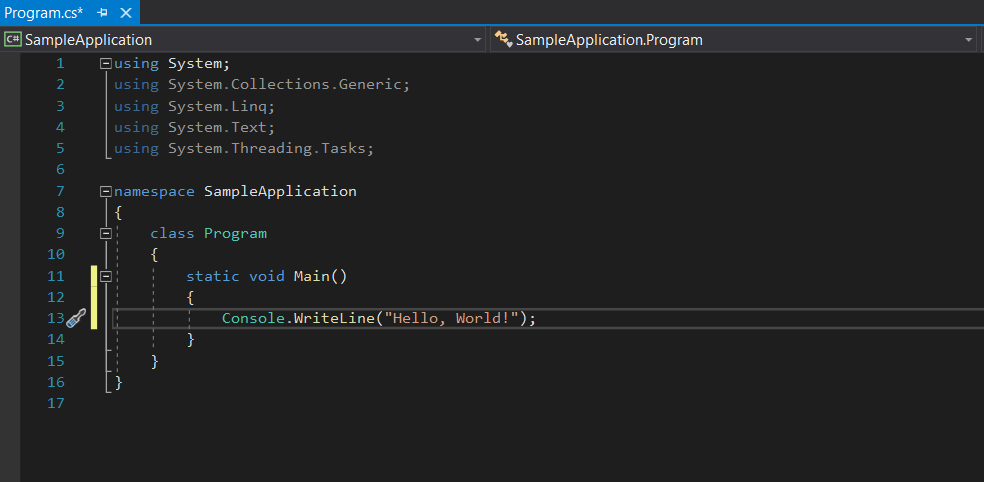 Program.cs*
C# SampleApplication SampleApplication.Program
1 using System;
2 using System.Collections.Generic;
3 using System.Linq;
4 using System.Text;
5 using System.Threading.Tasks;
6
7 namespace SampleApplication
8 {
9 class Program
10 {
11 static void Main()
12 {
13 Console.WriteLine("Hello, World!");
14 }
15 }
16 }
17